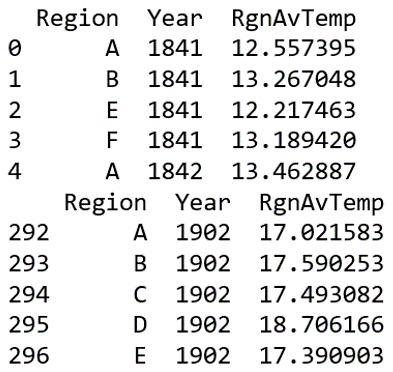 Region Year RgnAvTemp
0 A 1841 12.557395
1 B 1841 13.267048
2 E 1841 12.217463
3 F 1841 13.189420
4 A 1842 13.462887
Region Year RgnAvTemp
292 A 1902 17.021583
293 B 1902 17.590253
294 C 1902 17.493082
295 D 1902 18.706166
296 E 1902 17.390903